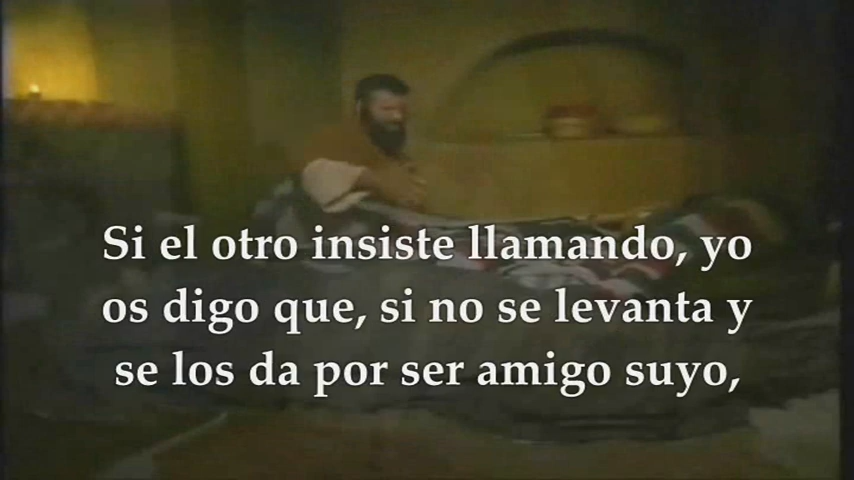 Si el otro insiste llamando, yo
os digo que, si no se levanta y
se los da por ser amigo suyo,